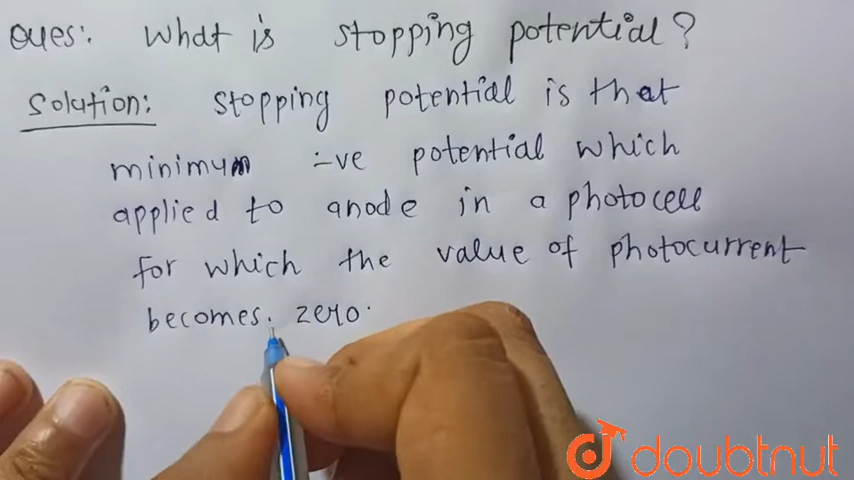 Ques: What is stopping potential?
Solution: Stopping potential is that
minimum -ve potential which
applied to anode in a photocell
for which the value of photocurrent
becomes. zero.
doubtnut